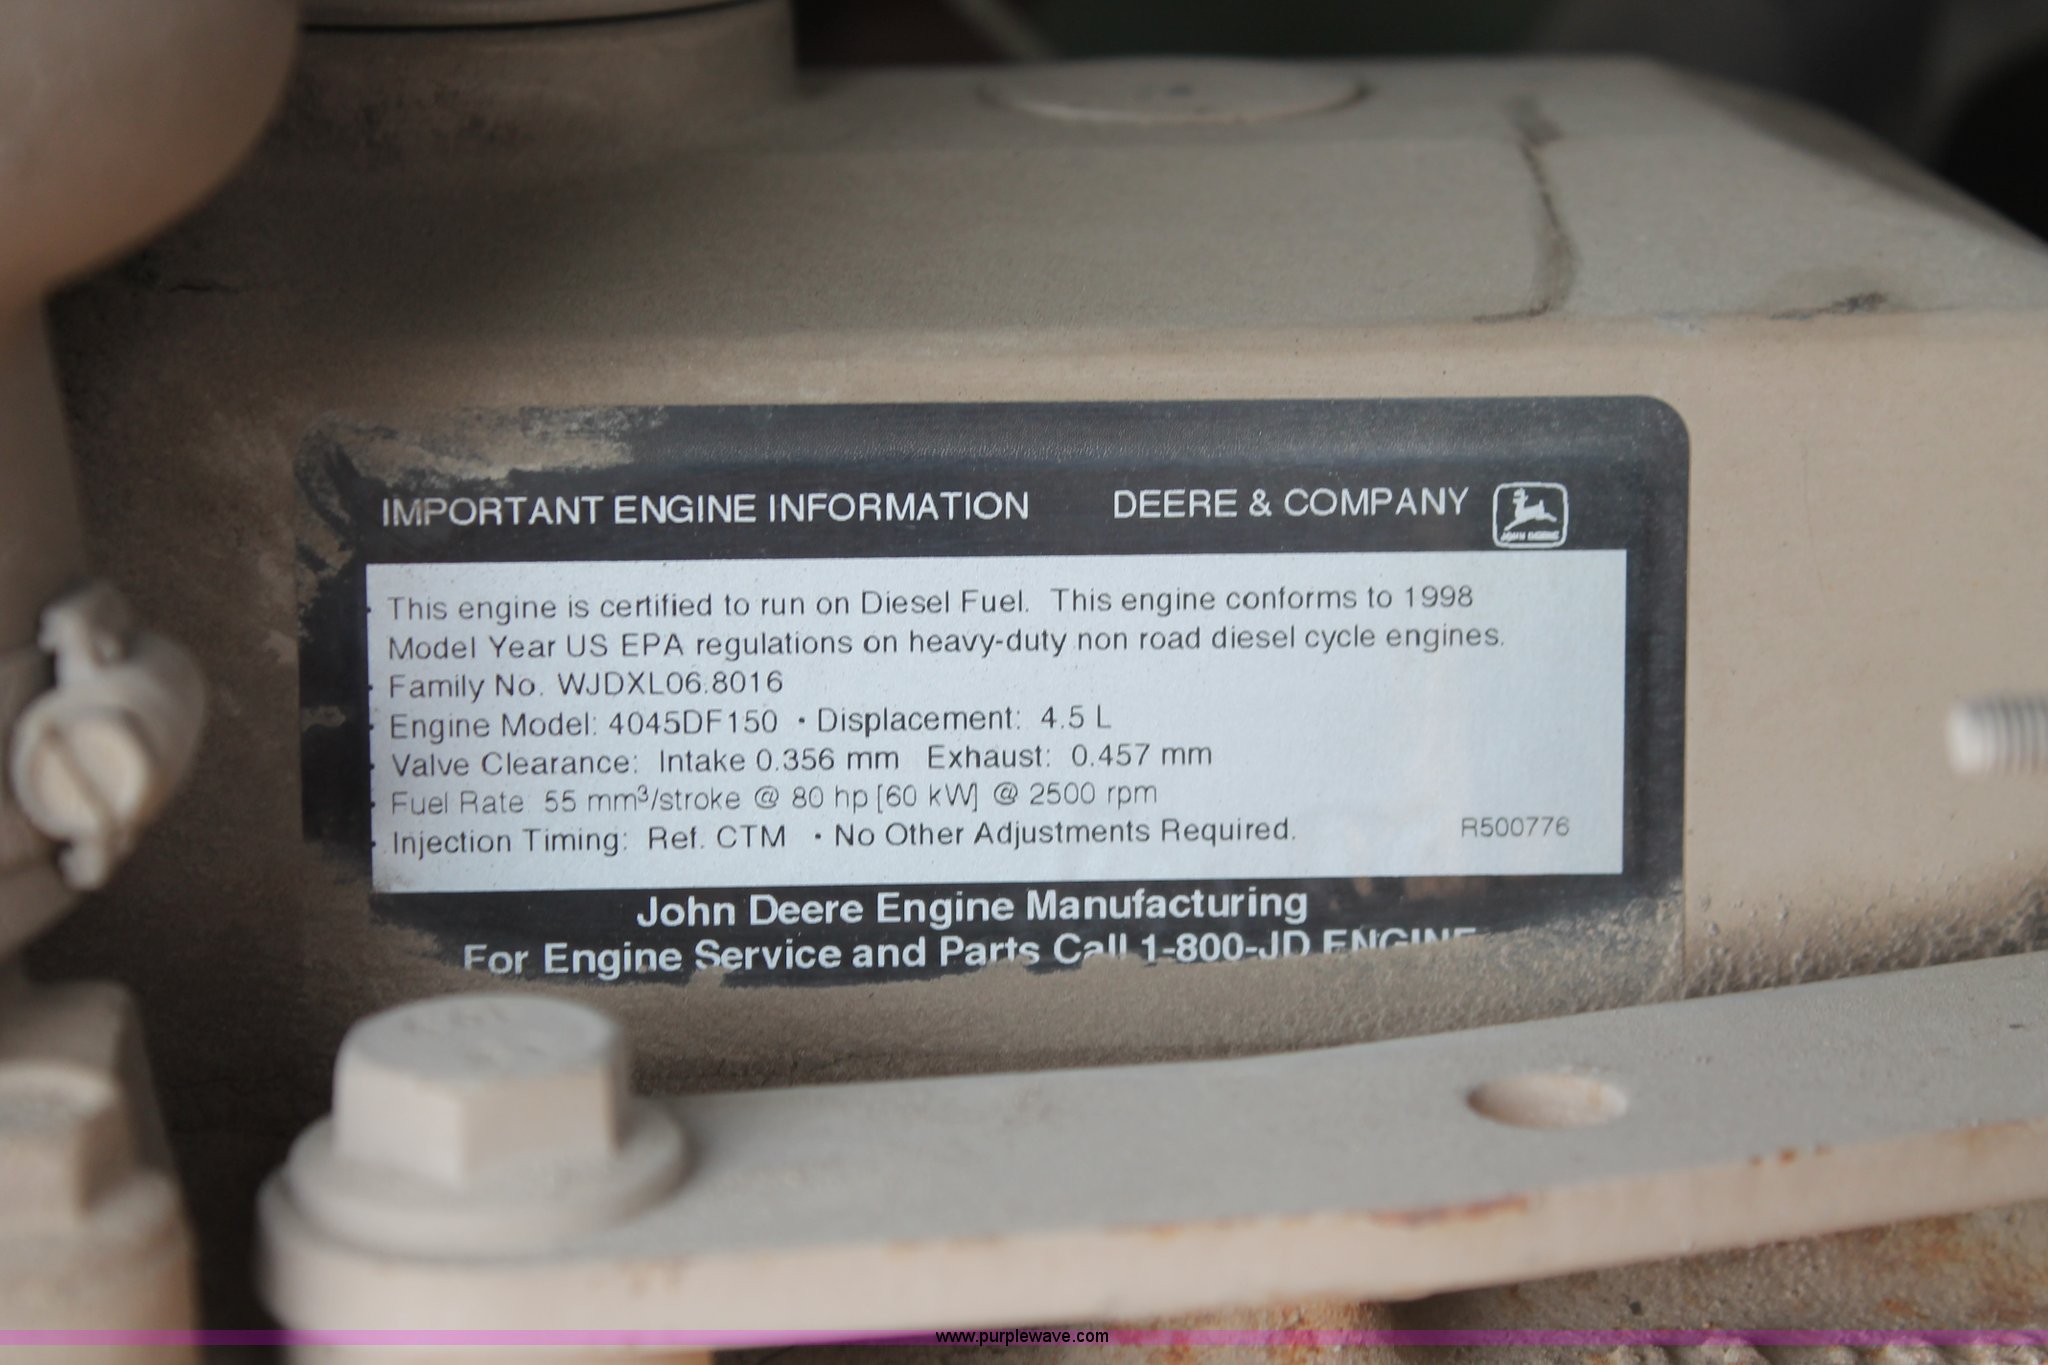 IMPORTANT ENGINE INFORMATION DEERE & COMPANY
JOHN DEERE
This engine is certified to run on Diesel Fuel. This engine conforms to 1998
Model Year US EPA regulations on heavy-duty non road diesel cycle engines.
Family No. WJDXL06.8016
Engine Model: 4045DF150 • Displacement: 4.5 L
Valve Clearance: Intake 0.356 mm Exhaust: 0.457 mm
Fuel Rate: 55 mm³/stroke @ 80 hp [60 kW] @ 2500 rpm
Injection Timing: Ref. CTM • No Other Adjustments Required. R500776
John Deere Engine Manufacturing
For Engine Service and Parts Call 1-800-JD ENGINE
www.purplewave.com